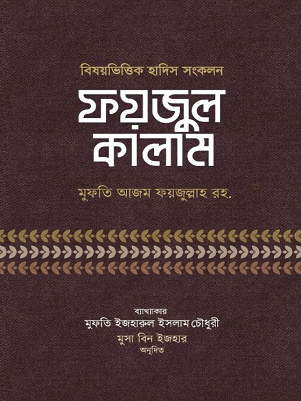 বিষয়ভিত্তিক হাদিস সংকলন
ফয়জুল
কালাম
মুফতি আজম ফয়জুল্লাহ রহ.
ব্যাখ্যাকার
মুফতি ইজহারুল ইসলাম চৌধুরী
মুসা বিন ইজহার
অনূদিত